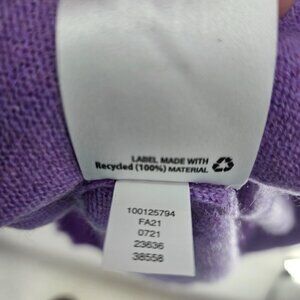 LABEL MADE WITH
Recycled (100%) MATERIAL
100125794
FA21
0721
23636
38558